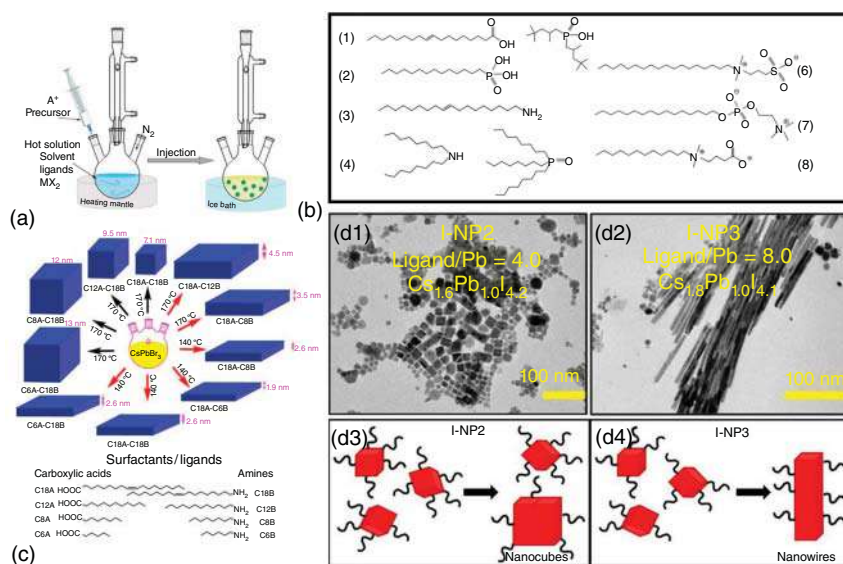 (a)
A+
Precursor
Hot solution
Solvent
ligands
MX2
N2
Injection
Heasing mantle
Ice bath
(b)
(1)
OH
O
P
O
OH
(2)
OH
P
OH
O
(3)
NH2
(4)
NH
P
O
(6)
N
⊕
S
O
O
⊖
O
(7)
O
P
O
O
⊖
O
N
⊕
(8)
N
⊕
O
O
⊖
(c)
12 nm
9.5 nm
7.1 nm
4.5 nm
C12A-C18B
C18A-C18B
C18A-C12B
C8A-C18B
3.5 nm
C18A-C8B
13 nm
170 °C
170 °C
170 °C
170 °C
170 °C
170 °C
CsPbBr3
140 °C
2.6 nm
C18A-C8B
C6A-C18B
140 °C
140 °C
140 °C
1.9 nm
C18A-C6B
2.6 nm
C6A-C18B
2.6 nm
C18A-C18B
Surfactants/ligands
Carboxylic acids
Amines
C18A HOOC
NH2 C18B
C12A HOOC
NH2 C12B
C8A HOOC
NH2 C8B
C6A HOOC
NH2 C6B
(d1)
I-NP2
Ligand/Pb = 4.0
Cs1.6Pb1.0I4.2
100 nm
(d2)
I-NP3
Ligand/Pb = 8.0
Cs1.8Pb1.0I4.1
100 nm
(d3)
I-NP2
Nanocubes
(d4)
I-NP3
Nanowires